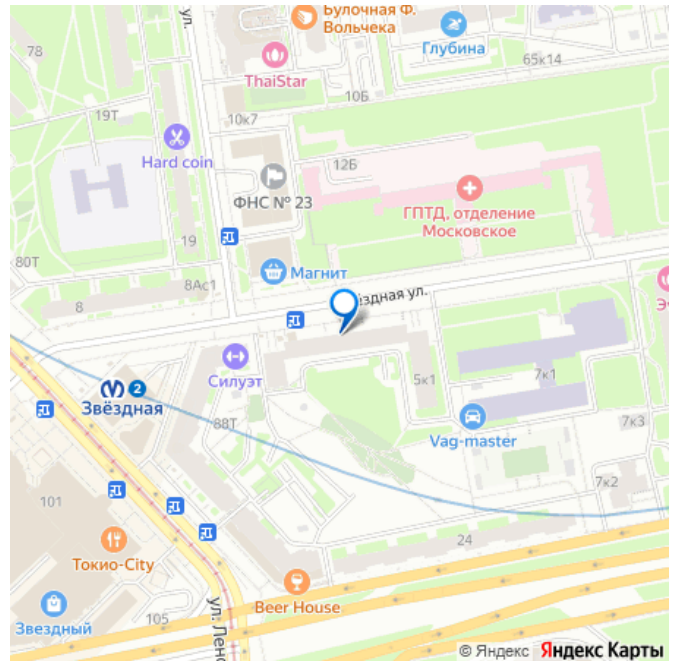 Булочная Ф.
Вольчека
ул.
Глубина
78
ThaiStar
65к14
10Б
19Т
10к7
Hard coin
12Б
ФНС № 23
ГПТД, отделение
Московское
19
80Т
Магнит
8Ас1
8
ёздная ул.
Э
Силуэт
2
Звёздная
5к1
7к1
88Т
Vag-master
7к3
7к2
101
24
Токио-City
Beer House
Звездный
105
ул. Ленс
© Яндекс Яндекс Карты